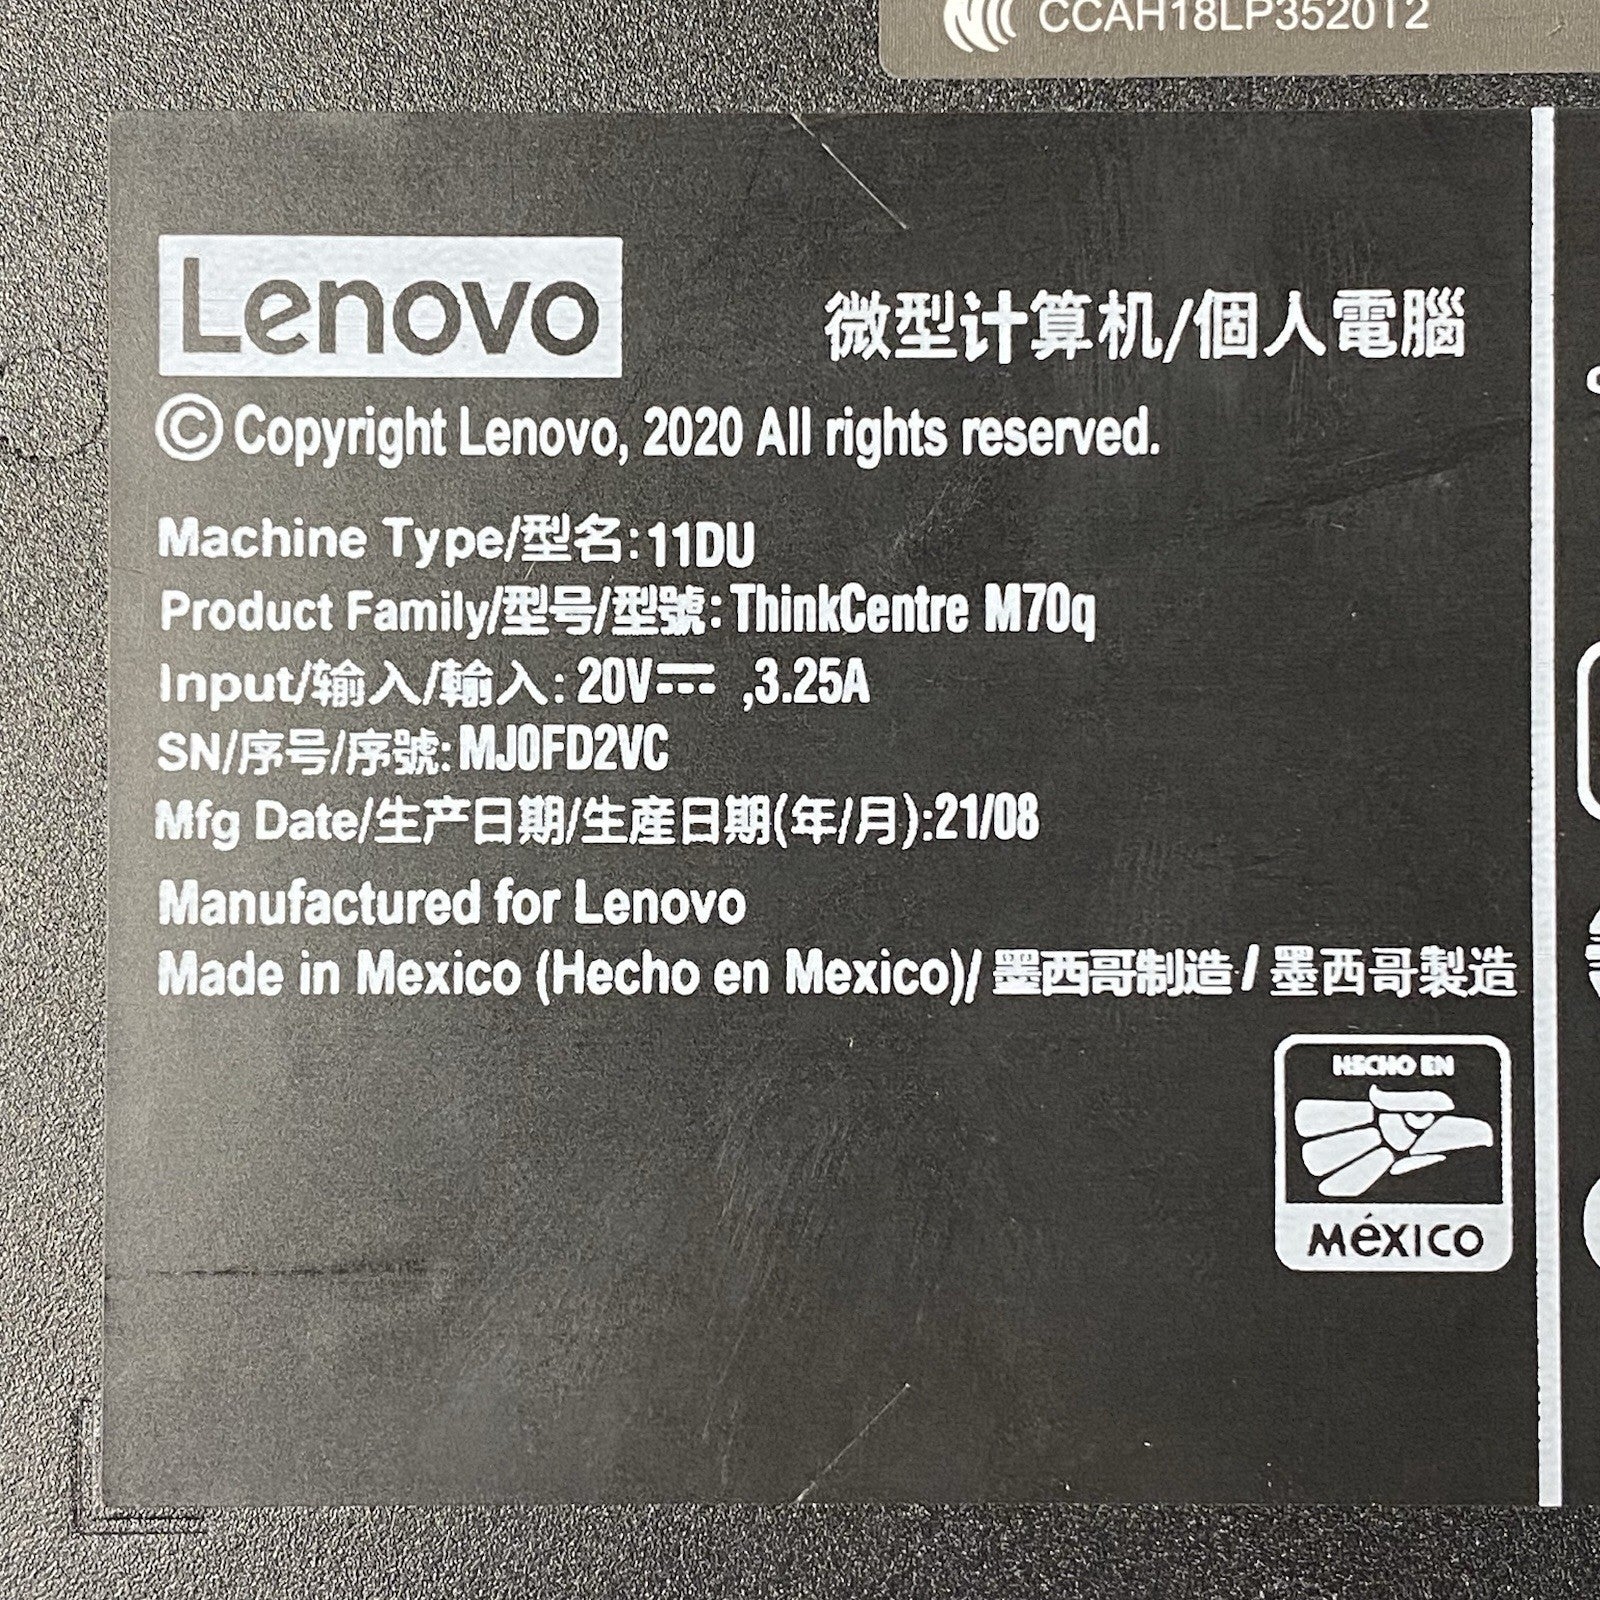 CCAH18LP3520T2
Lenovo
微型计算机/個人電腦
©Copyright Lenovo, 2020 All rights reserved.
Machine Type/型名:11DU
Product Family/型号/型號:ThinkCentre M70q
Input/输入/輸入:20V⎓ ,3.25A
SN/序号/序號:MJ0FD2VC
Mfg Date/生产日期/生産日期(年/月):21/08
Manufactured for Lenovo
Made in Mexico (Hecho en Mexico)/ 墨西哥制造 / 墨西哥製造
HECHO EN
MéXICO